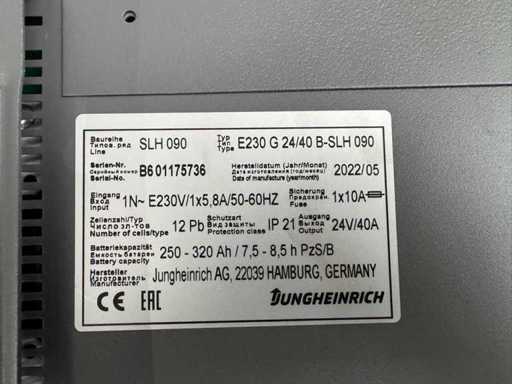 Baureihe
Типов. ряд
Line
SLH 090
Typ
Тип
Type
E230 G 24/40 B-SLH 090
Serien-Nr.
Серийный номер
Serial-No.
B601175736
Herstelldatum (Jahr/Monat)
Дата изготовления (год/месяц)
Manufacture date (year/month)
2022/05
Eingang
Вход
Input
1N~ E230V/1x5,8A/50-60HZ
Sicherung
Предохран.
Fuse
1x10A
Zellenzahl/Typ
Число эл-тов
Number of cells/type
12 Pb
Schutzart
Вид защиты
Protection class
IP 21
Ausgang
Выход
Output
24V/40A
Batteriekapazität
Емкость батареи
Battery capacity
250 - 320 Ah / 7,5 - 8,5 h PzS/B
Hersteller
Изготовитель
Manufacturer
Jungheinrich AG, 22039 HAMBURG, GERMANY
CE EAC JUNGHEINRICH